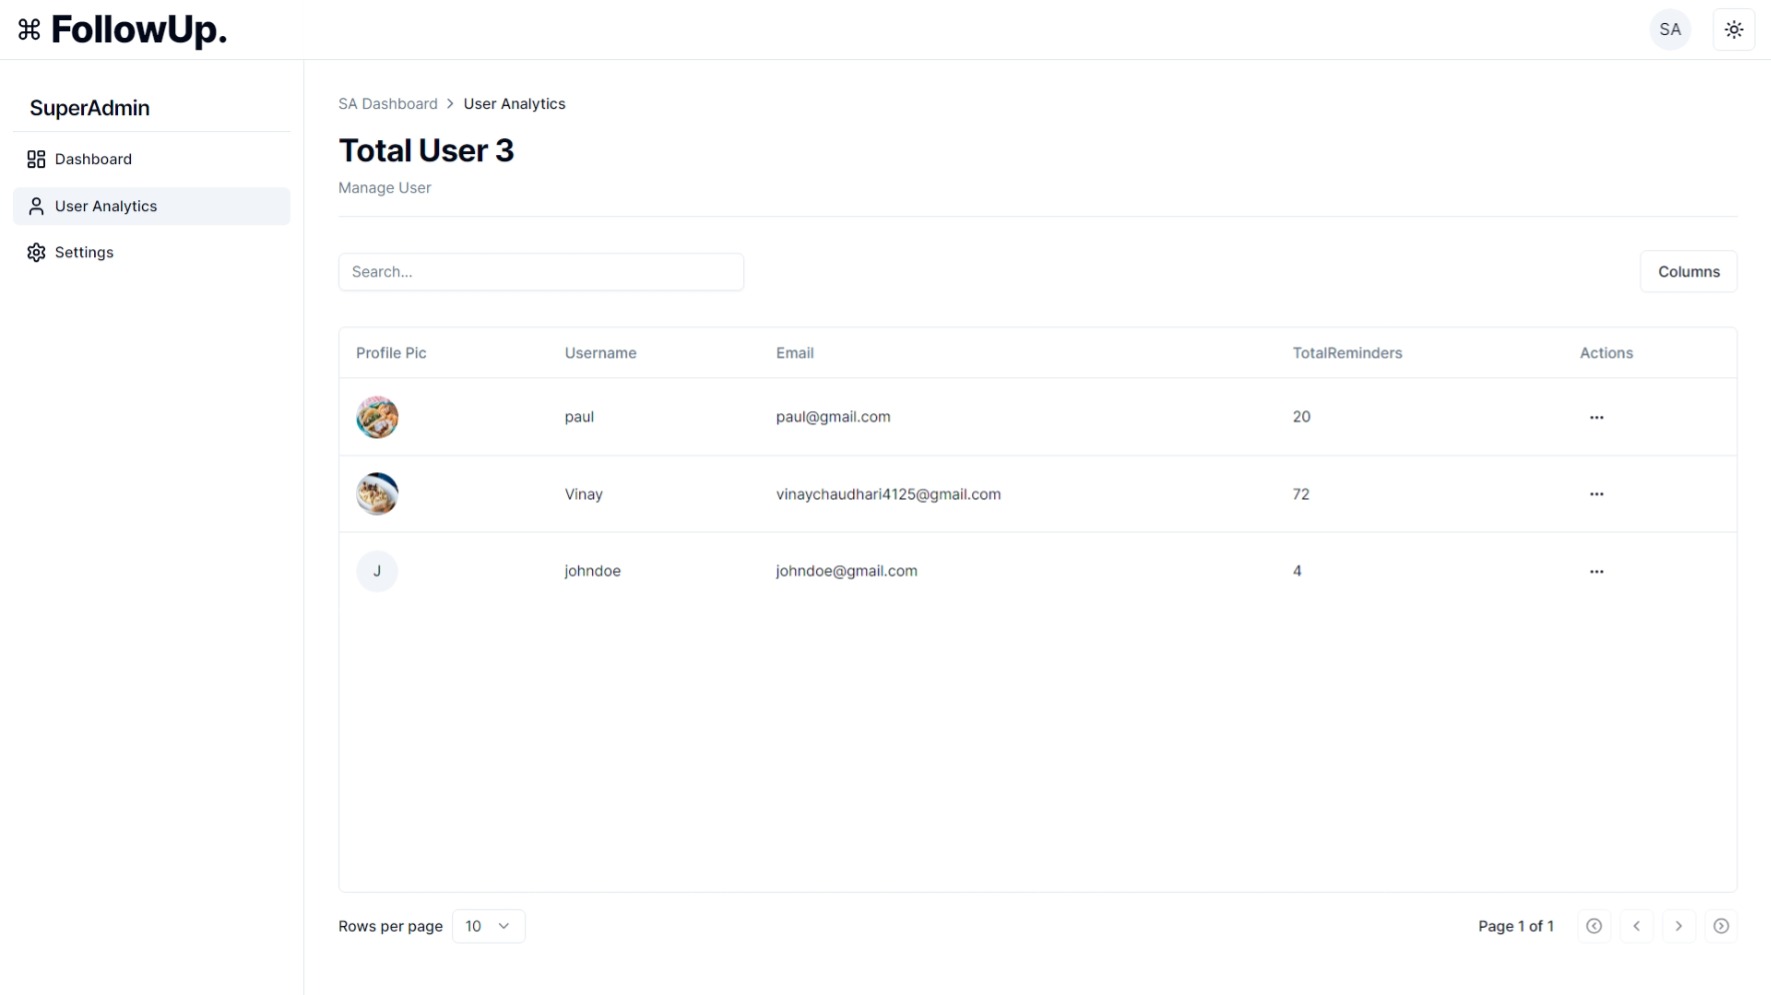 ⌘ FollowUp.
SA
SuperAdmin
Dashboard
User Analytics
Settings
SA Dashboard > User Analytics
Total User 3
Manage User
Search...
Columns
Profile Pic Username Email TotalReminders Actions
paul paul@gmail.com 20 ...
Vinay vinaychaudhari4125@gmail.com 72 ...
J johndoe johndoe@gmail.com 4 ...
Rows per page 10
Page 1 of 1